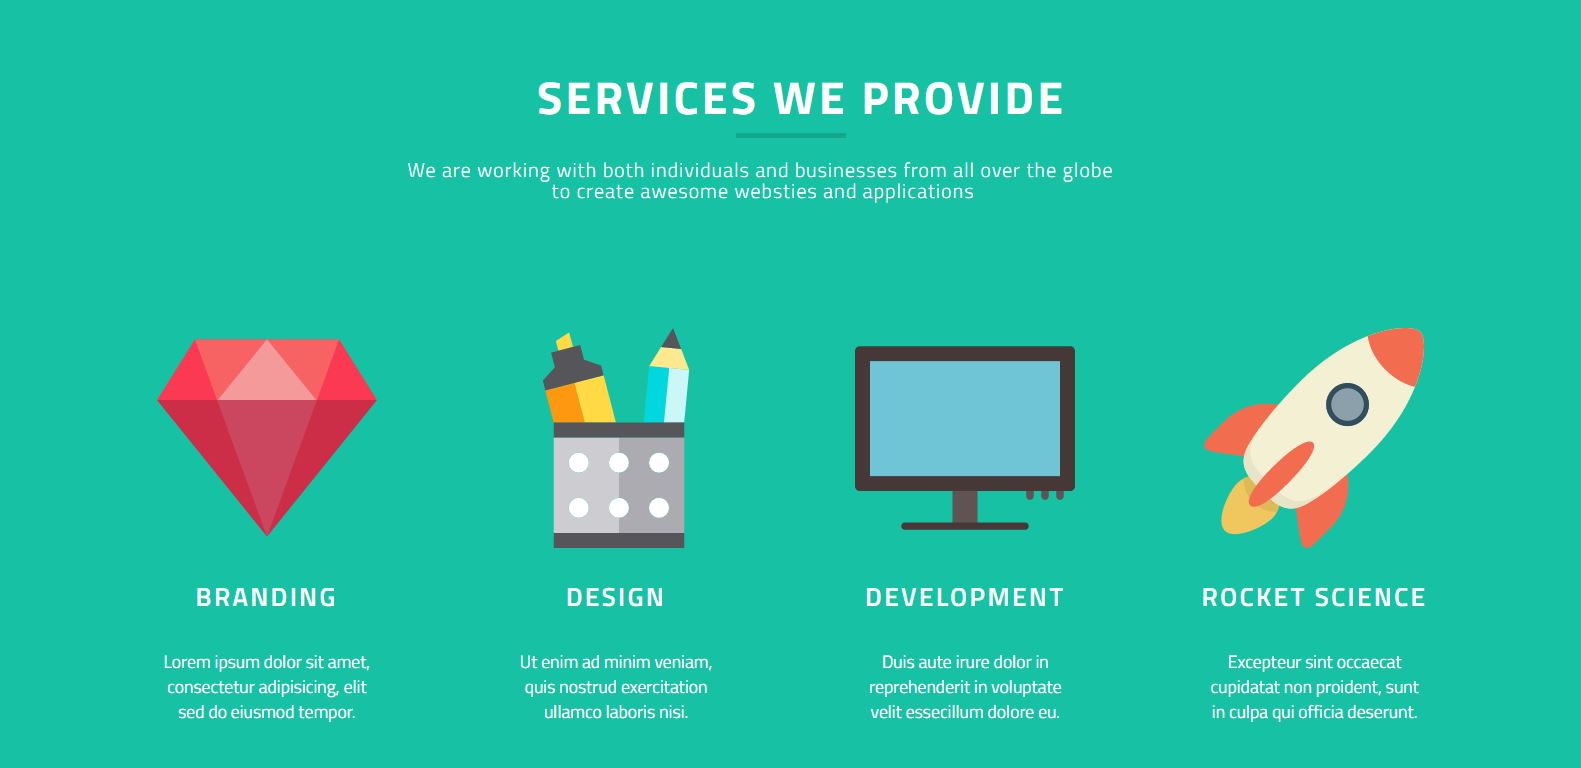 SERVICES WE PROVIDE
We are working with both individuals and businesses from all over the globe
to create awesome websties and applications
BRANDING
Lorem ipsum dolor sit amet,
consectetur adipisicing, elit
sed do eiusmod tempor.
DESIGN
Ut enim ad minim veniam,
quis nostrud exercitation
ullamco laboris nisi.
DEVELOPMENT
Duis aute irure dolor in
reprehenderit in voluptate
velit essecillum dolore eu.
ROCKET SCIENCE
Excepteur sint occaecat
cupidatat non proident, sunt
in culpa qui officia deserunt.